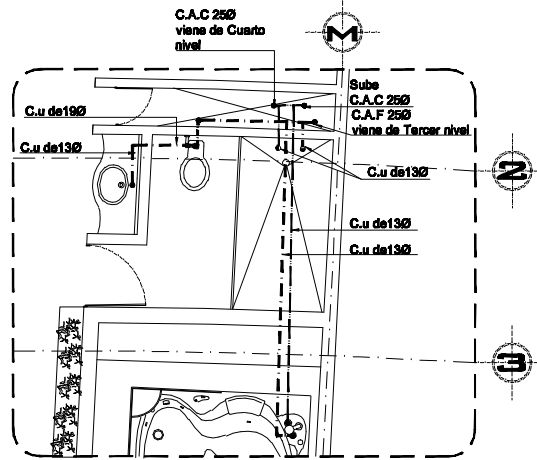 C.A.C 25Ø
viene de Cuarto
nivel
M
Sube
C.A.C 25Ø
C.A.F 25Ø
viene de Tercer nivel
C.u de19Ø
C.u de13Ø
C.u de13Ø
2
C.u de13Ø
C.u de13Ø
3